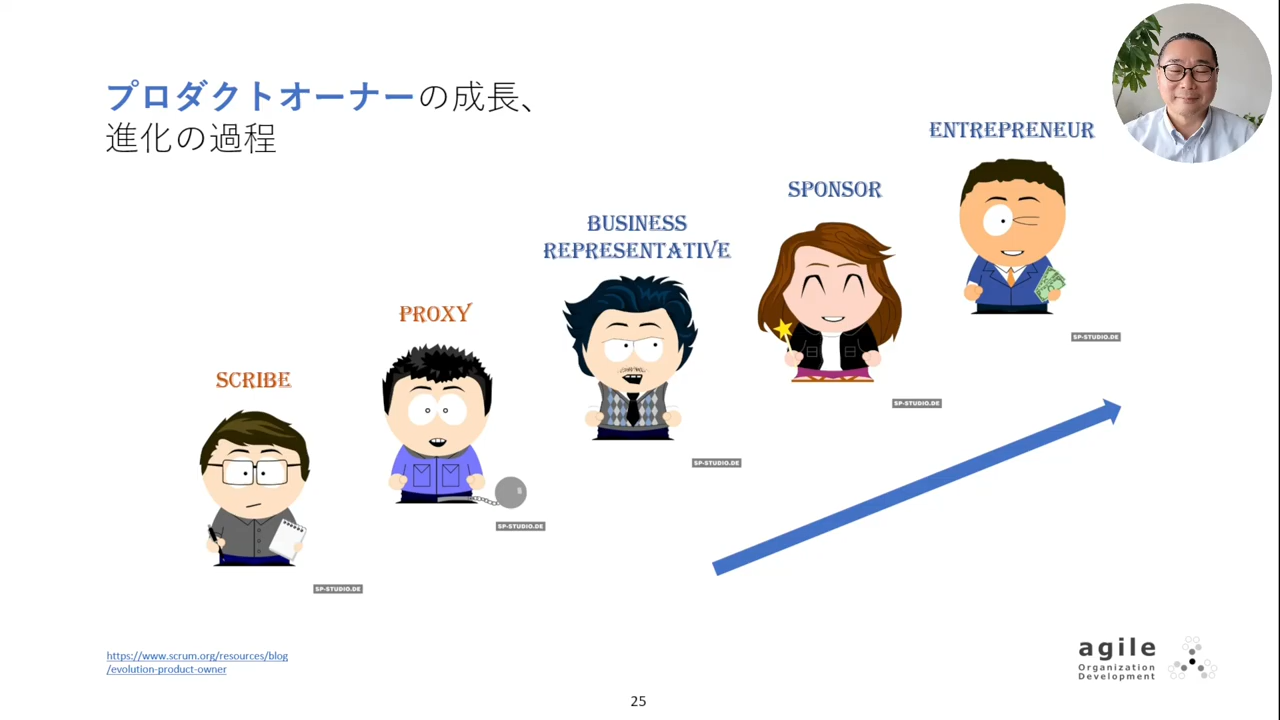 プロダクトオーナーの成長、
進化の過程
ENTREPRENEUR
SPONSOR
BUSINESS
REPRESENTATIVE
PROXY
SCRIBE
SP-STUDIO.DE
SP-STUDIO.DE
SP-STUDIO.DE
SP-STUDIO.DE
SP-STUDIO.DE
https://www.scrum.org/resources/blog
/evolution-product-owner
agile
Organization
Development
25